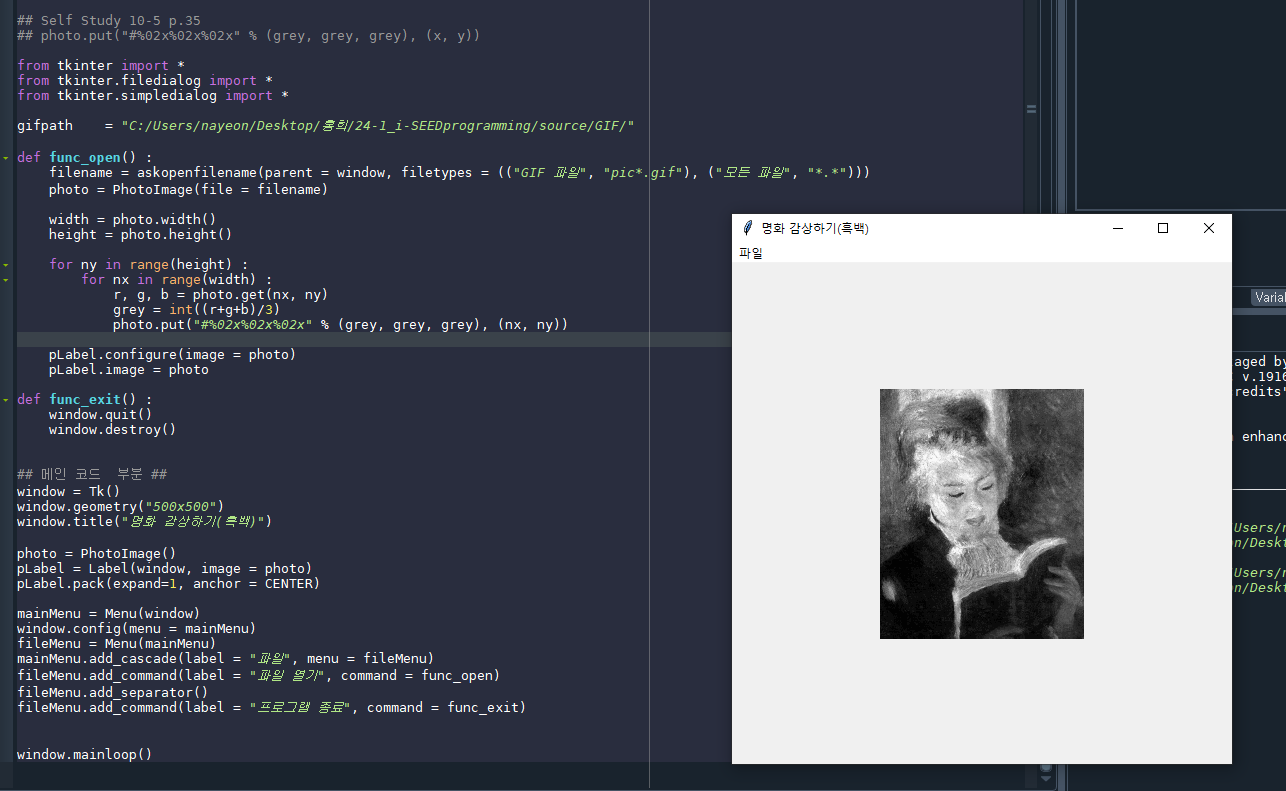 ## Self Study 10-5 p.35
## photo.put("#%02x%02x%02x" % (grey, grey, grey), (x, y))
from tkinter import *
from tkinter.filedialog import *
from tkinter.simpledialog import *
gifpath    = "C:/Users/nayeon/Desktop/홍희/24-1_i-SEEDprogramming/source/GIF/"
def func_open() :
    filename = askopenfilename(parent = window, filetypes = (("GIF 파일", "pic*.gif"), ("모든 파일", "*.*")))
    photo = PhotoImage(file = filename)
    width = photo.width()
    height = photo.height()
    for ny in range(height) :
        for nx in range(width) :
            r, g, b = photo.get(nx, ny)
            grey = int((r+g+b)/3)
            photo.put("#%02x%02x%02x" % (grey, grey, grey), (nx, ny))
    pLabel.configure(image = photo)
    pLabel.image = photo
def func_exit() :
    window.quit()
    window.destroy()
## 메인 코드  부분 ##
window = Tk()
window.geometry("500x500")
window.title("명화 감상하기(흑백)")
photo = PhotoImage()
pLabel = Label(window, image = photo)
pLabel.pack(expand=1, anchor = CENTER)
mainMenu = Menu(window)
window.config(menu = mainMenu)
fileMenu = Menu(mainMenu)
mainMenu.add_cascade(label = "파일", menu = fileMenu)
fileMenu.add_command(label = "파일 열기", command = func_open)
fileMenu.add_separator()
fileMenu.add_command(label = "프로그램 종료", command = func_exit)
window.mainloop()
명화 감상하기(흑백)
파일
Varial
aged by
v.1916
redits"
enhanc
Users/n
n/Deskt
Users/n
n/Deskt